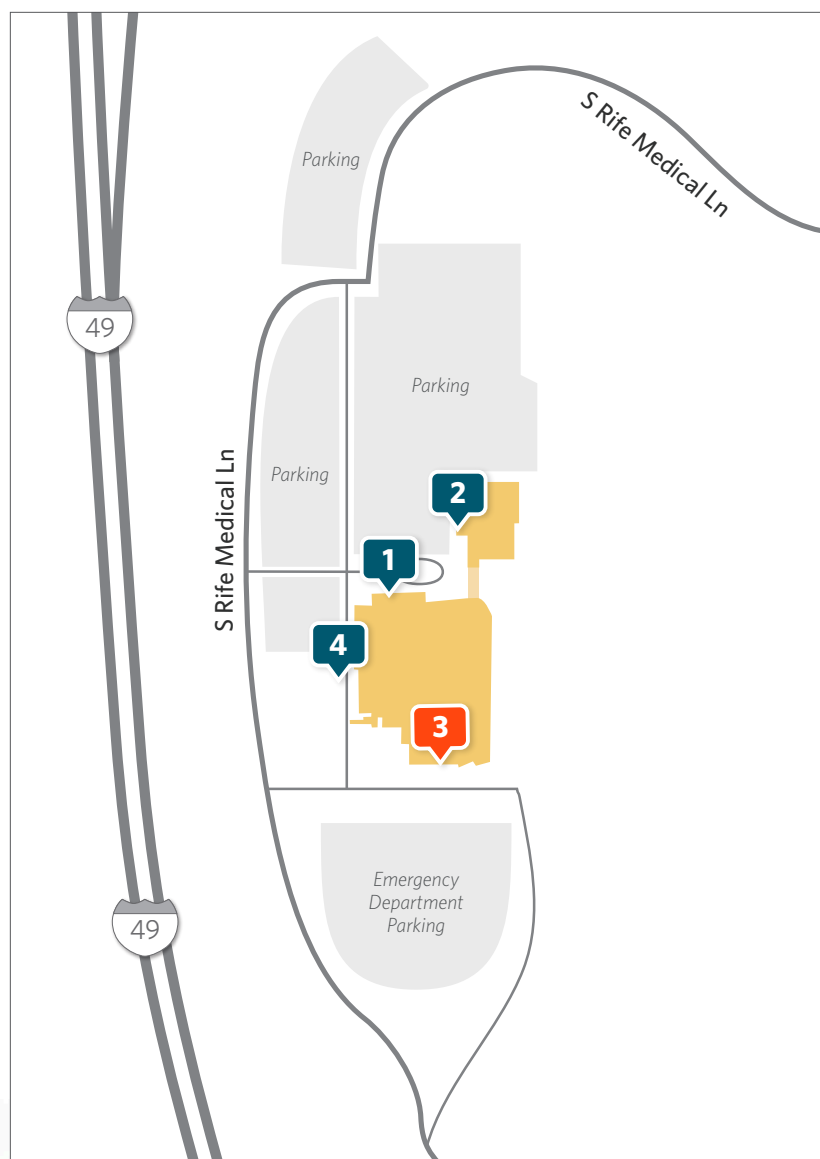 S Rife Medical Ln
Parking
49
Parking
Parking
S Rife Medical Ln
2
1
4
3
Emergency
Department
Parking
49